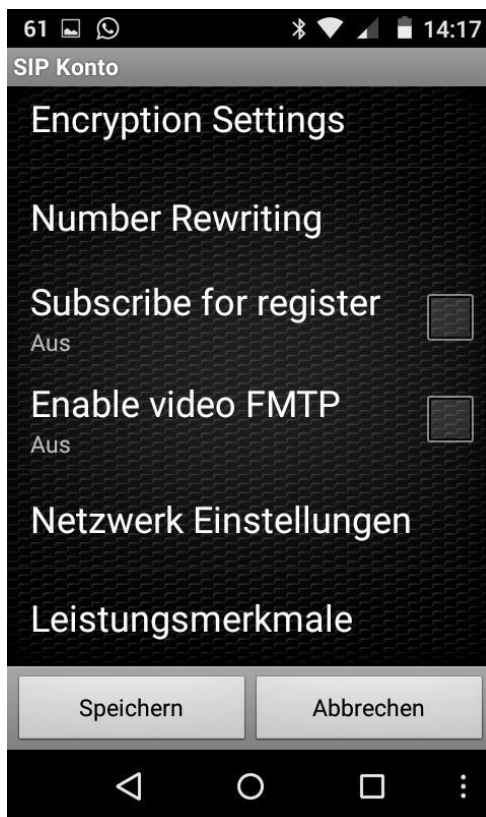 61 14:17
SIP Konto
Encryption Settings
Number Rewriting
Subscribe for register
Aus
Enable video FMTP
Aus
Netzwerk Einstellungen
Leistungsmerkmale
Speichern Abbrechen